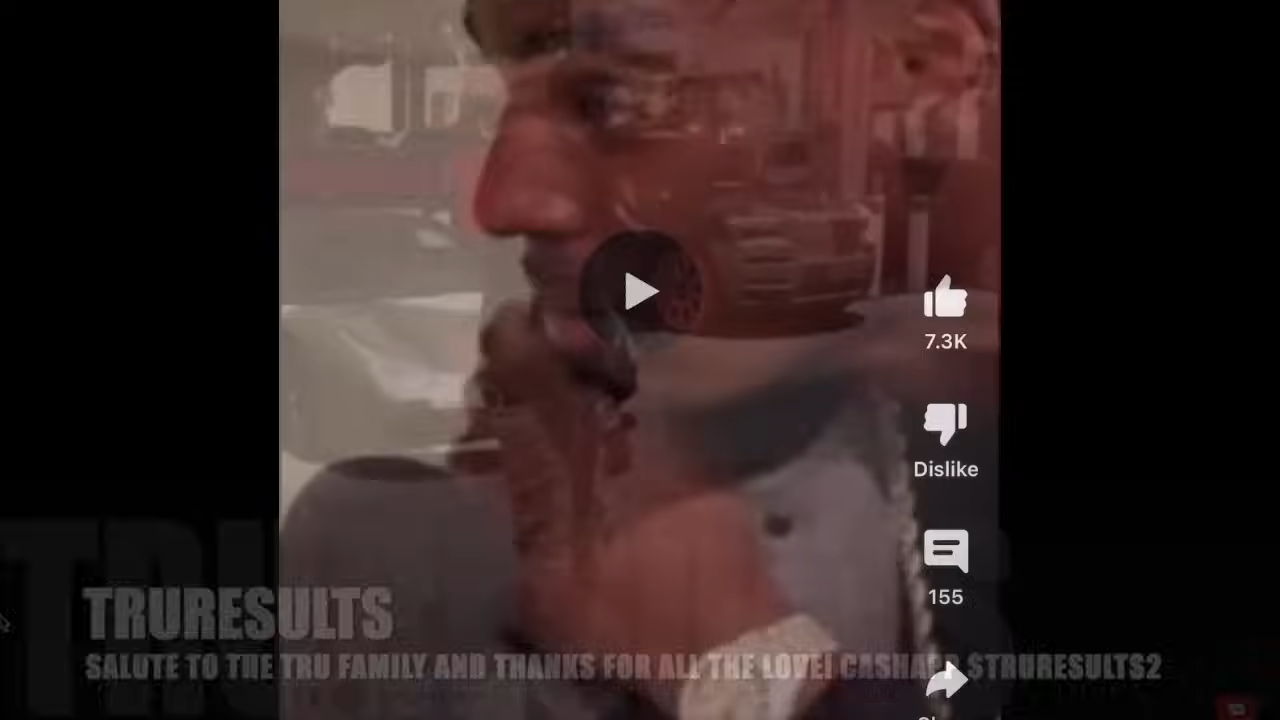 7.3K
Dislike
155
TRURESULTS
SALUTE TO THE TRU FAMILY AND THANKS FOR ALL THE LOVE! CASHAPP $TRURESULTS2